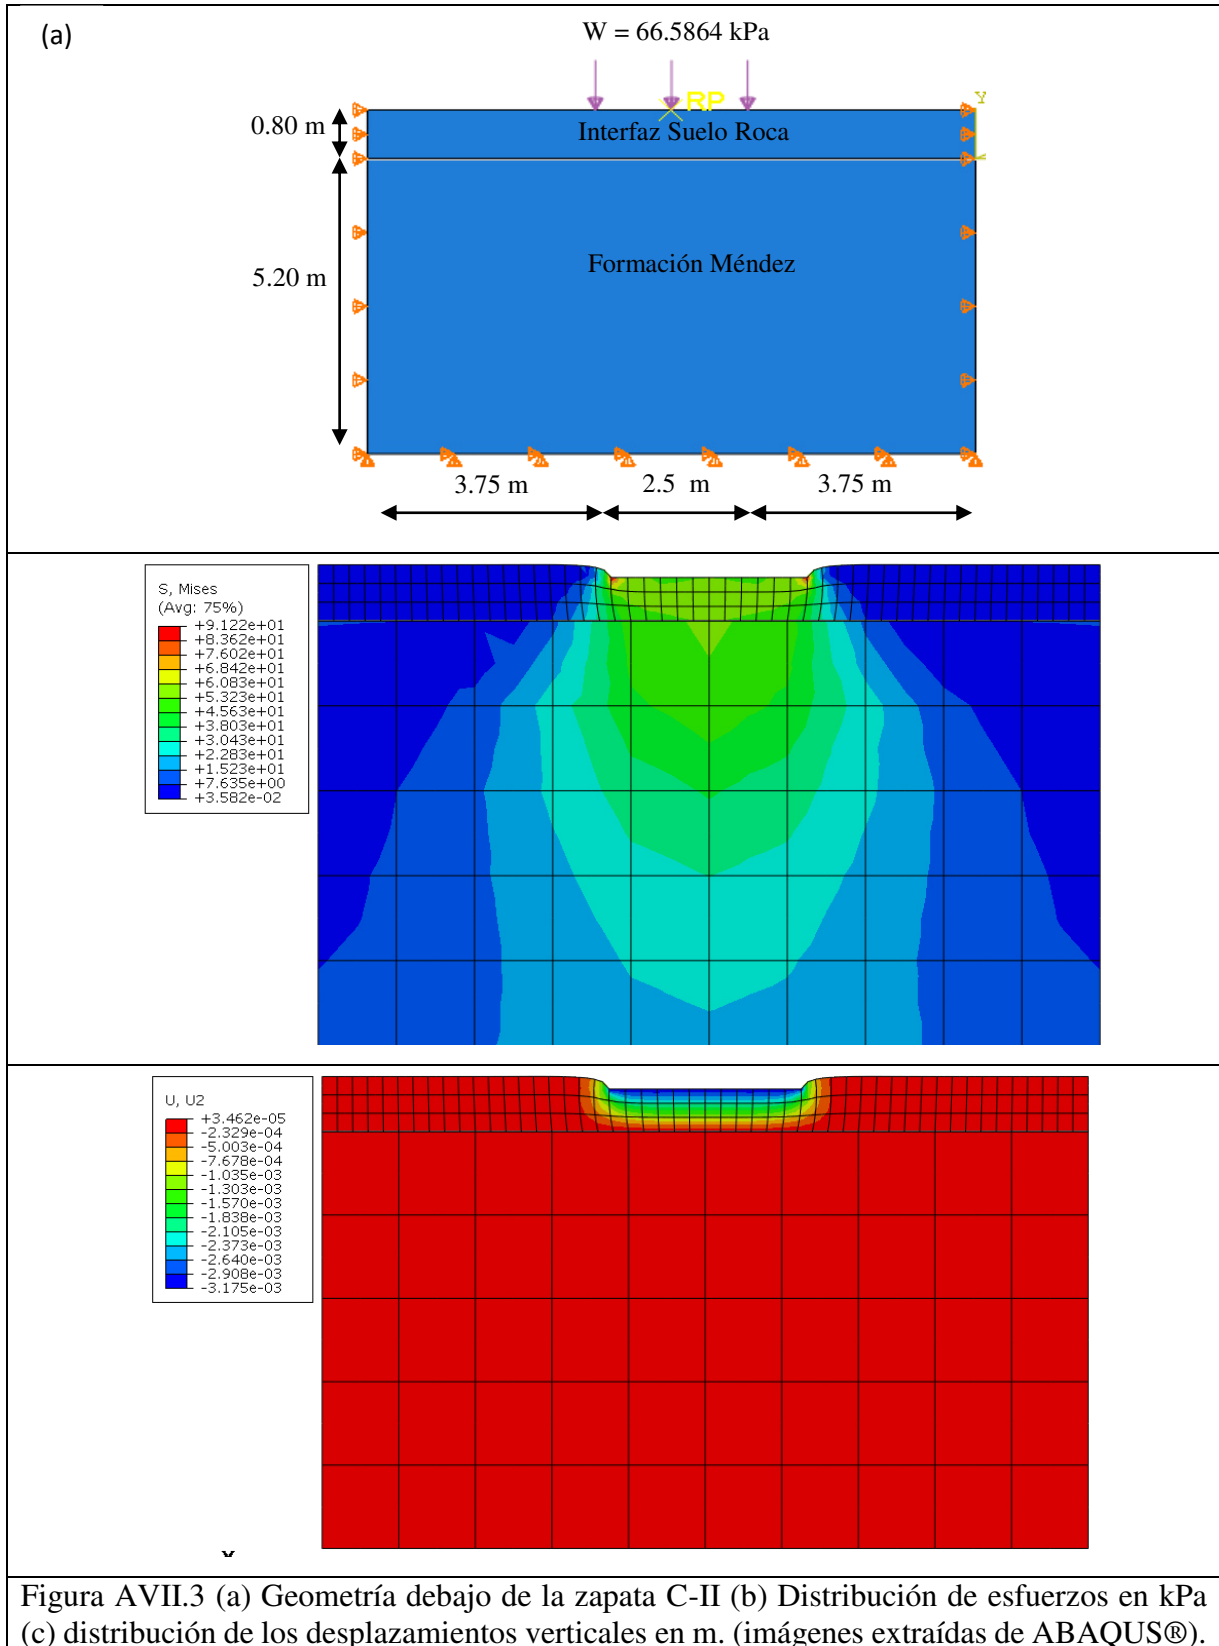 (a)
W = 66.5864 kPa
RP
Y
0.80 m
Interfaz Suelo Roca
Formación Méndez
5.20 m
3.75 m
2.5 m
3.75 m
S, Mises
(Avg: 75%)
+9.122e+01
+8.362e+01
+7.602e+01
+6.842e+01
+6.083e+01
+5.323e+01
+4.563e+01
+3.803e+01
+3.043e+01
+2.283e+01
+1.523e+01
+7.635e+00
+3.582e-02
U, U2
+3.462e-05
-2.329e-04
-5.003e-04
-7.678e-04
-1.035e-03
-1.303e-03
-1.570e-03
-1.838e-03
-2.105e-03
-2.373e-03
-2.640e-03
-2.908e-03
-3.175e-03
Figura AVII.3 (a) Geometría debajo de la zapata C-II (b) Distribución de esfuerzos en kPa
(c) distribución de los desplazamientos verticales en m. (imágenes extraídas de ABAQUS®).